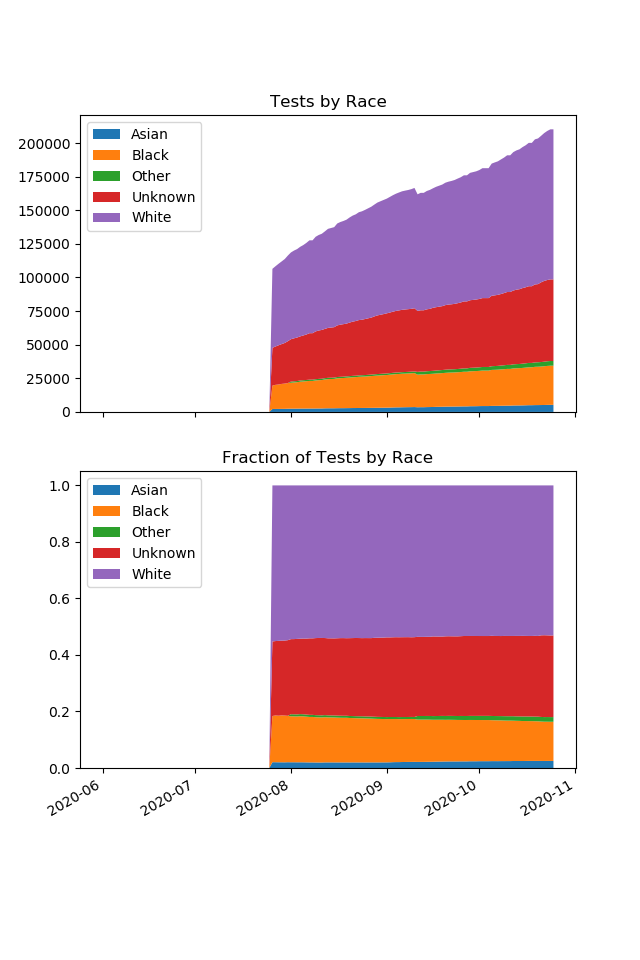 Tests by Race
200000
175000
150000
125000
100000
75000
50000
25000
0
Asian
Black
Other
Unknown
White
Fraction of Tests by Race
1.0
0.8
0.6
0.4
0.2
0.0
Asian
Black
Other
Unknown
White
2020-06
2020-07
2020-08
2020-09
2020-10
2020-11